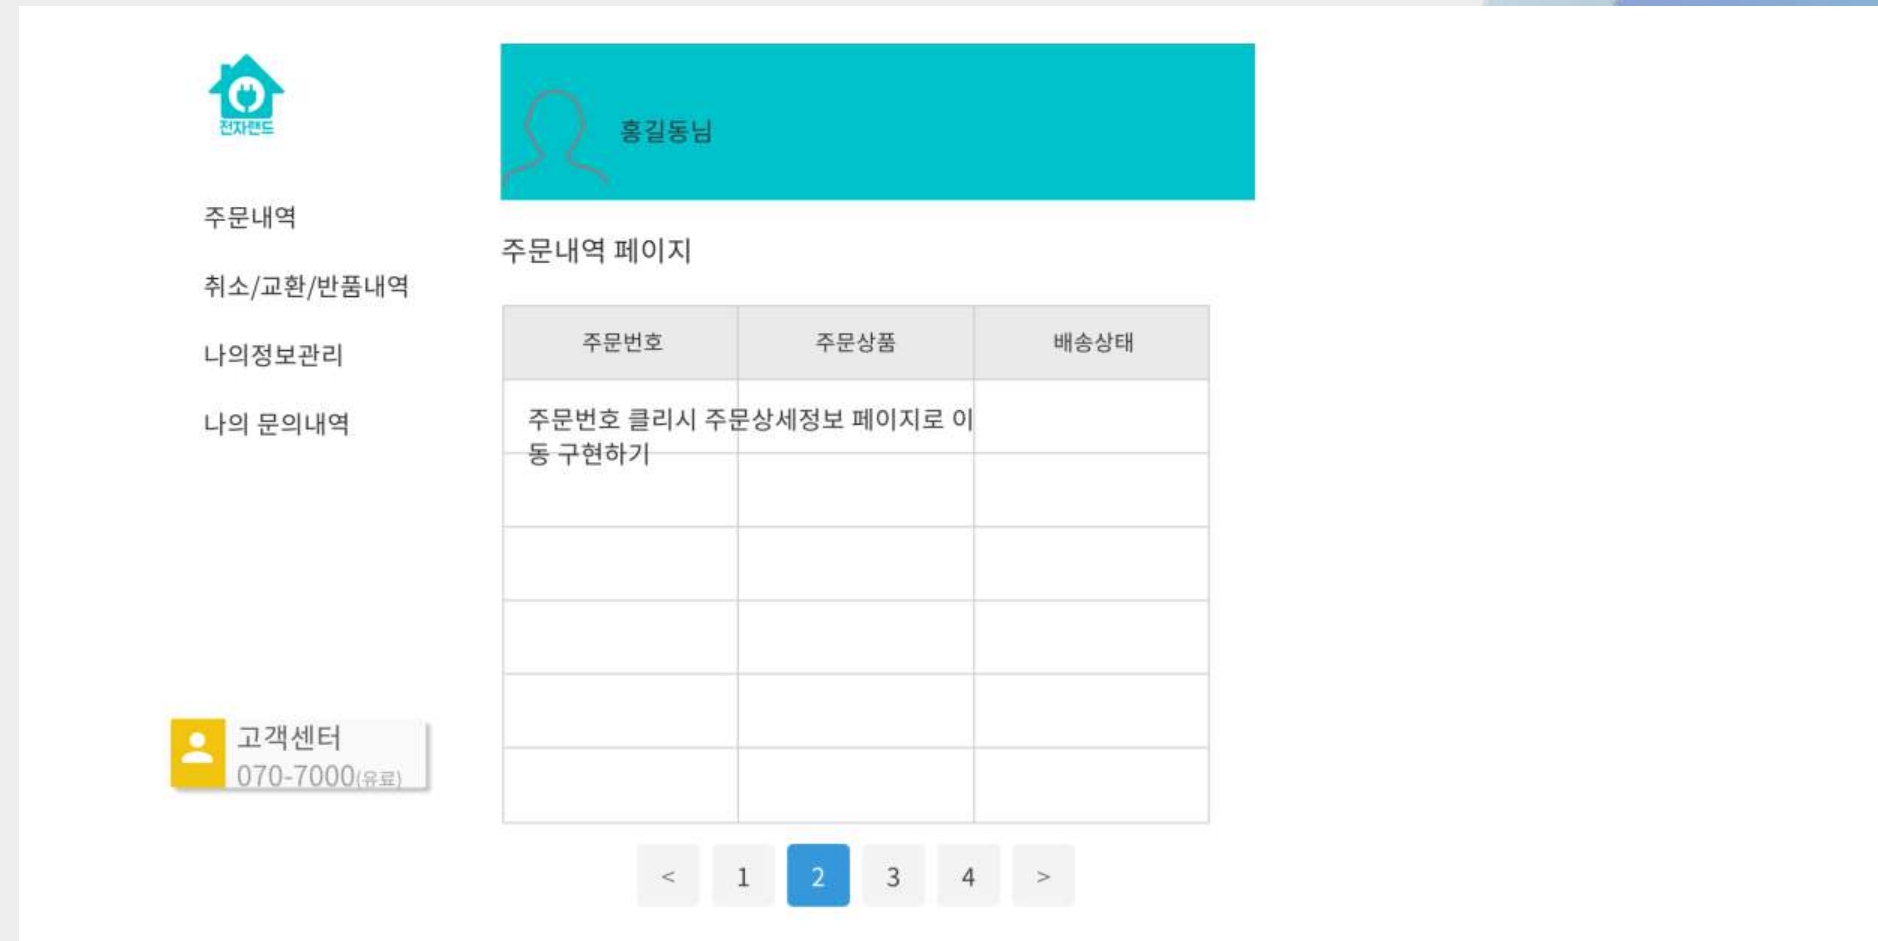 전자랜드
홍길동님
주문내역
취소/교환/반품내역
나의정보관리
나의 문의내역
고객센터
070-7000(유료)
주문내역 페이지
주문번호 주문상품 배송상태
주문번호 클리시 주문상세정보 페이지로 이
동 구현하기
< 1 2 3 4 >